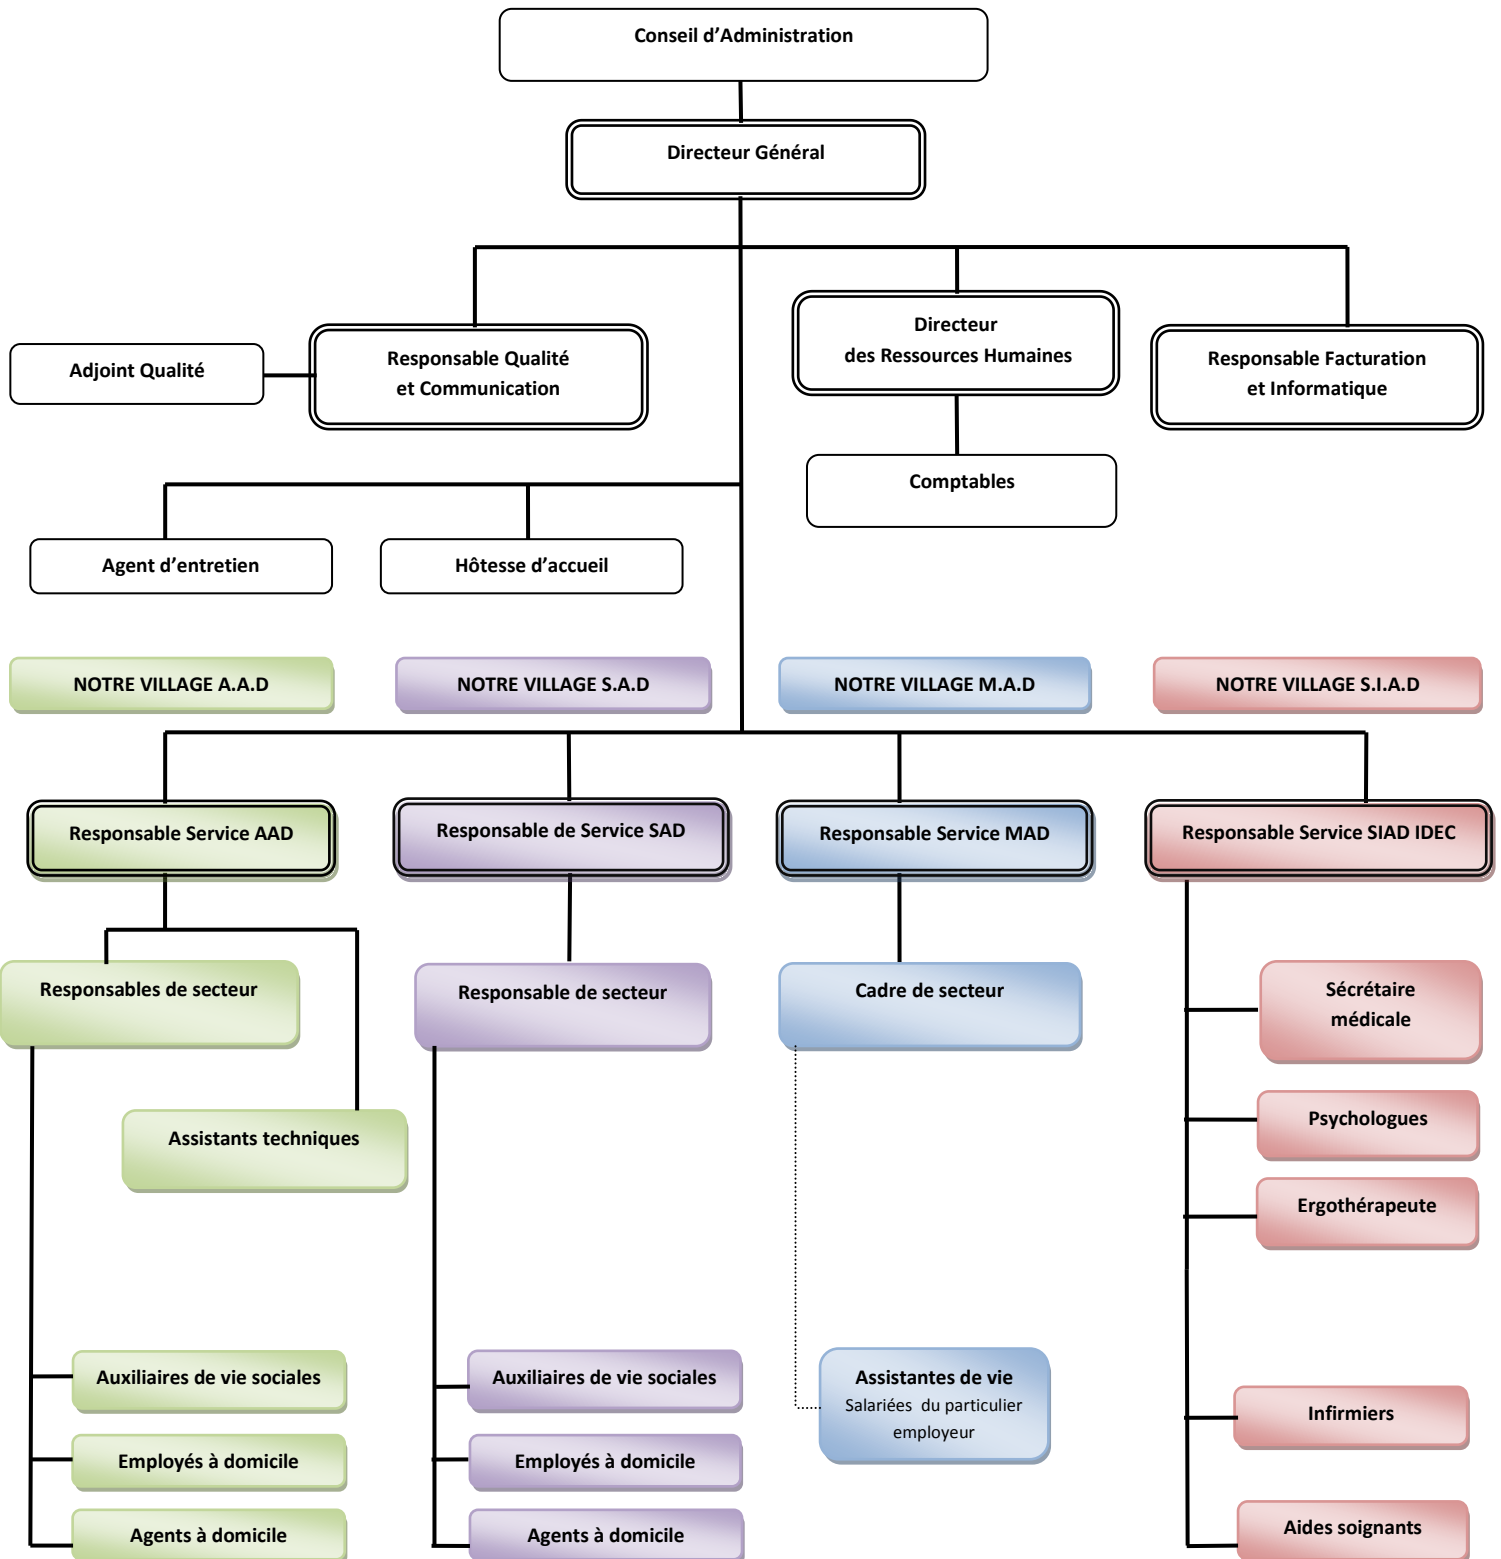 Conseil d’Administration
Directeur Général
Directeur
des Ressources Humaines
Adjoint Qualité
Responsable Qualité
et Communication
Responsable Facturation
et Informatique
Comptables
Agent d’entretien
Hôtesse d’accueil
NOTRE VILLAGE A.A.D
NOTRE VILLAGE S.A.D
NOTRE VILLAGE M.A.D
NOTRE VILLAGE S.I.A.D
Responsable Service AAD
Responsable de Service SAD
Responsable Service MAD
Responsable Service SIAD IDEC
Responsables de secteur
Responsable de secteur
Cadre de secteur
Sécrétaire
médicale
Assistants techniques
Psychologues
Ergothérapeute
Auxiliaires de vie sociales
Auxiliaires de vie sociales
Assistantes de vie
Salariées du particulier
employeur
Infirmiers
Employés à domicile
Employés à domicile
Agents à domicile
Agents à domicile
Aides soignants